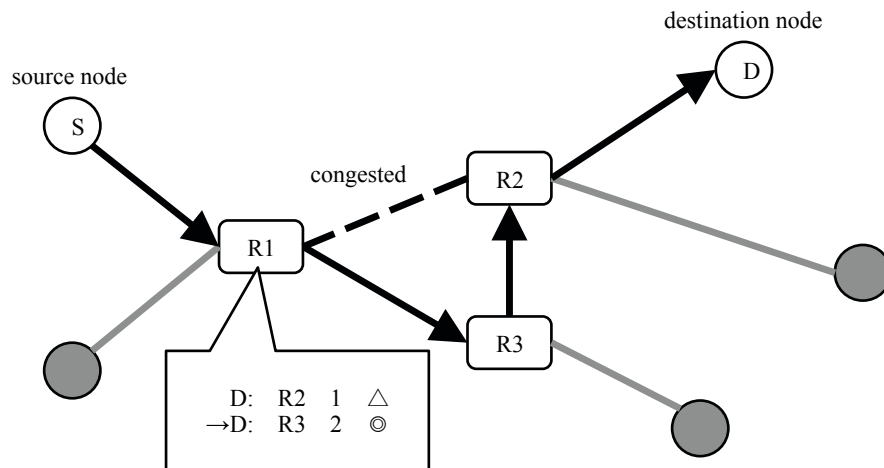 destination node
D
source node
S
congested
R2
R1
R3
D: R2 1 △
→D: R3 2 ◎